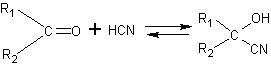 R1
R2
C=O + HCN
R1
R2
C
OH
CN